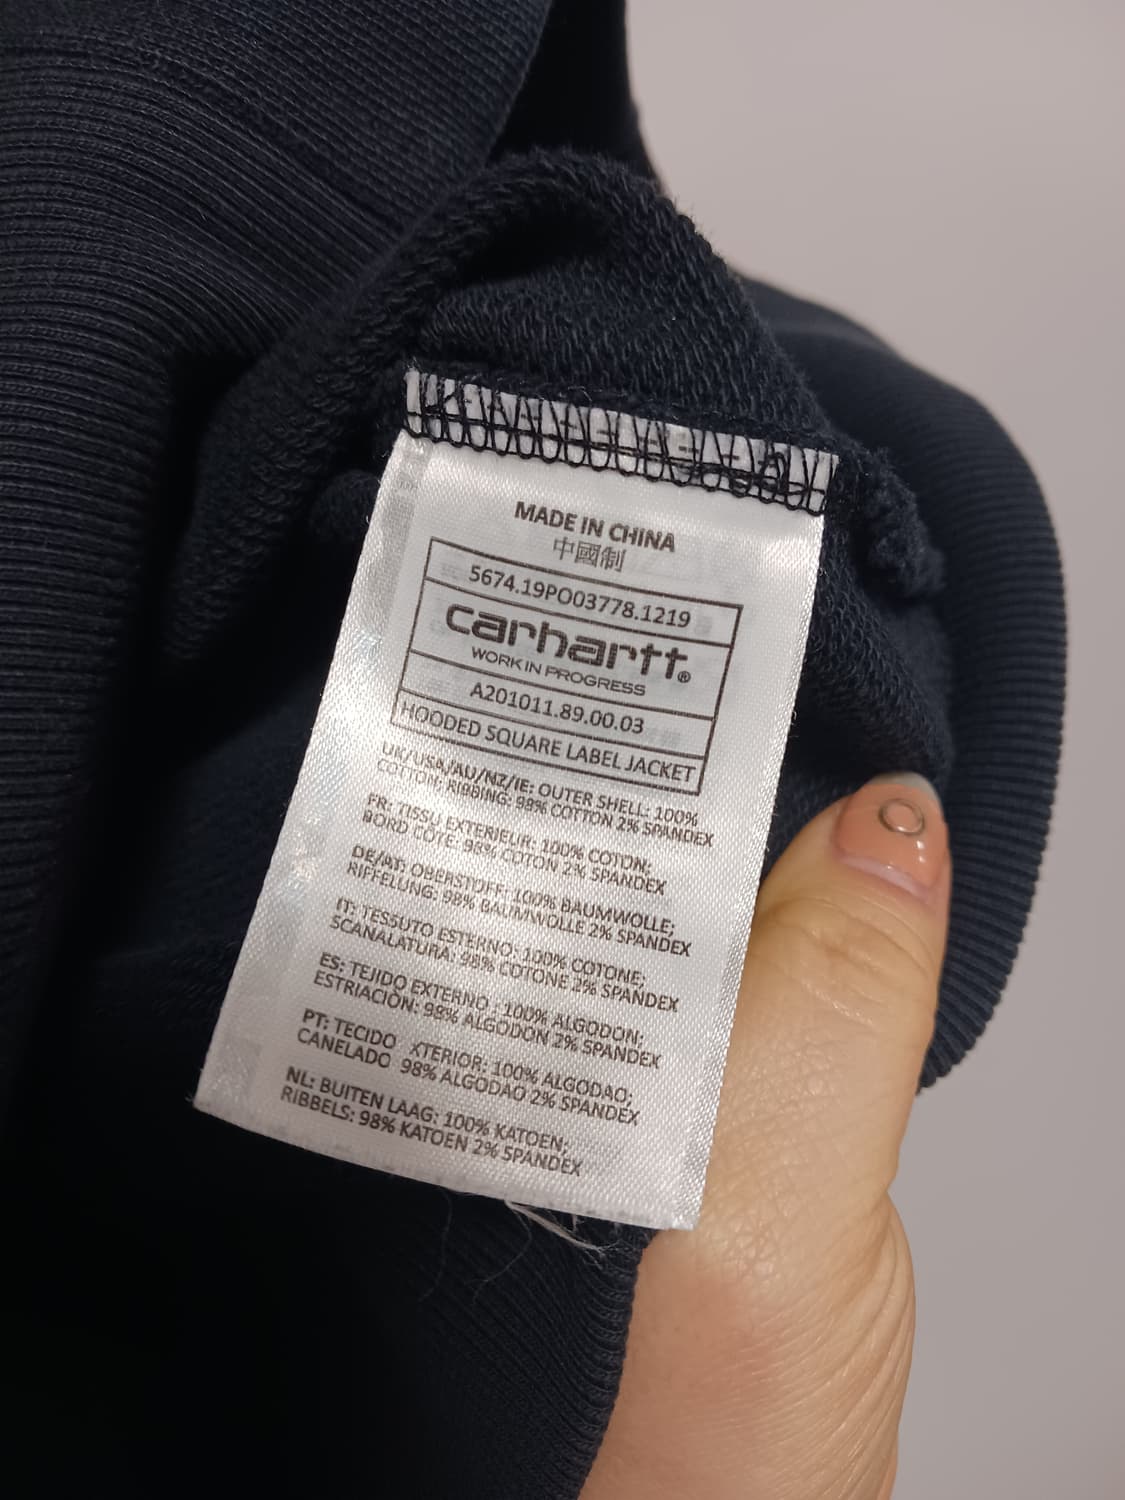 MADE IN CHINA
中國制
5674.19PO03778.1219
carhartt®
WORK IN PROGRESS
A201011.89.00.03
HOODED SQUARE LABEL JACKET
UK/USA/AU/NZ/IE: OUTER SHELL: 100%
COTTON; RIBBING: 98% COTTON 2% SPANDEX
FR: TISSU EXTERIEUR: 100% COTON;
BORD CÔTE: 98% COTON 2% SPANDEX
DE/AT: OBERSTOFF: 100% BAUMWOLLE;
RIFFELUNG: 98% BAUMWOLLE 2% SPANDEX
IT: TESSUTO ESTERNO: 100% COTONE;
SCANALATURA: 98% COTONE 2% SPANDEX
ES: TEJIDO EXTERNO : 100% ALGODON;
ESTRIACIÓN: 98% ALGODON 2% SPANDEX
PT: TECIDO XTERIOR: 100% ALGODAO;
CANELADO 98% ALGODAO 2% SPANDEX
NL: BUITEN LAAG: 100% KATOEN;
RIBBELS: 98% KATOEN 2% SPANDEX